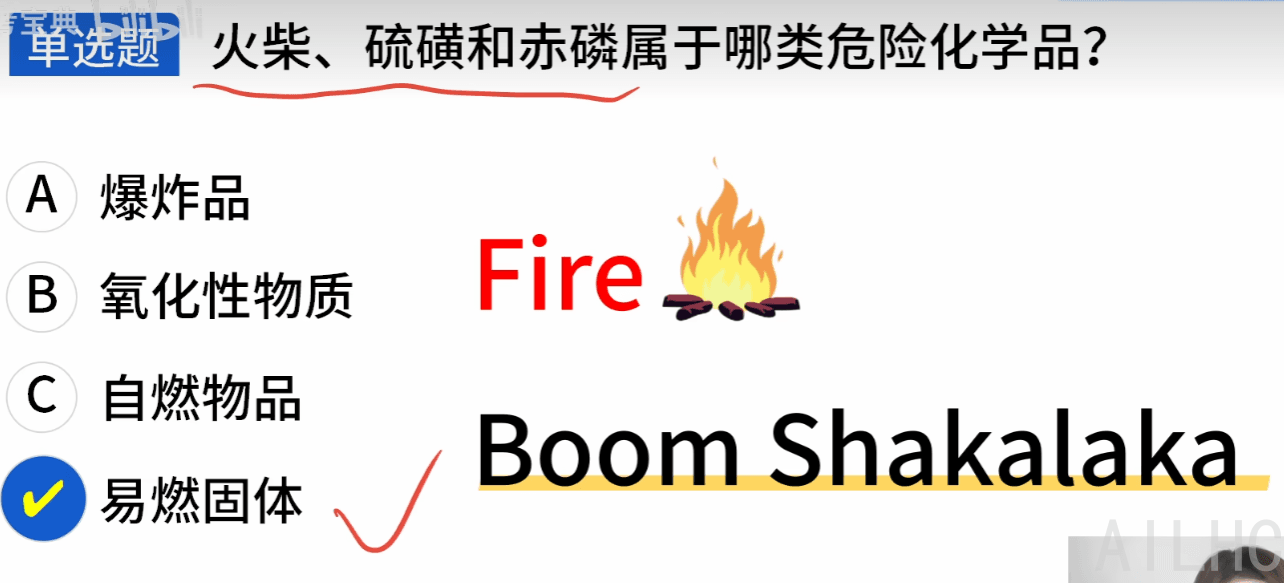 单选题 火柴、硫磺和赤磷属于哪类危险化学品？
A 爆炸品
B 氧化性物质
Fire
C 自燃物品
Boom Shakalaka
易燃固体
AILHC